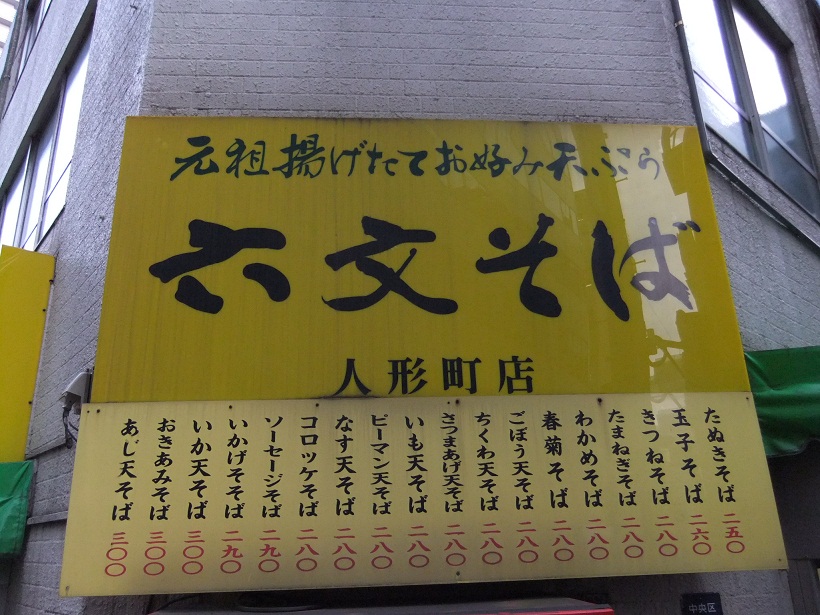 元祖揚げたてお好み天ぷら
六文そば
人形町店
たぬきそば 二五〇
玉子そば 二六〇
きつねそば 二八〇
たまねぎそば 二八〇
わかめそば 二八〇
春菊そば 二八〇
ごぼう天そば 二八〇
ちくわ天そば 二八〇
さつまあげ天そば 二八〇
いも天そば 二八〇
ピーマン天そば 二八〇
なす天そば 二八〇
コロッケそば 二八〇
ソーセージそば 二九〇
いかげそそば 二九〇
いか天そば 三〇〇
おきあみそば 三〇〇
あじ天そば 三〇〇
中央区